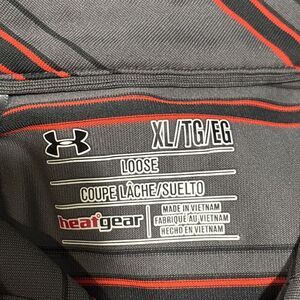 XL/TG/EG
LOOSE
COUPE LÂCHE/SUELTO
heatgear
MADE IN VIETNAM
FABRIQUÉ AU VIETNAM
HECHO EN VIETNAM